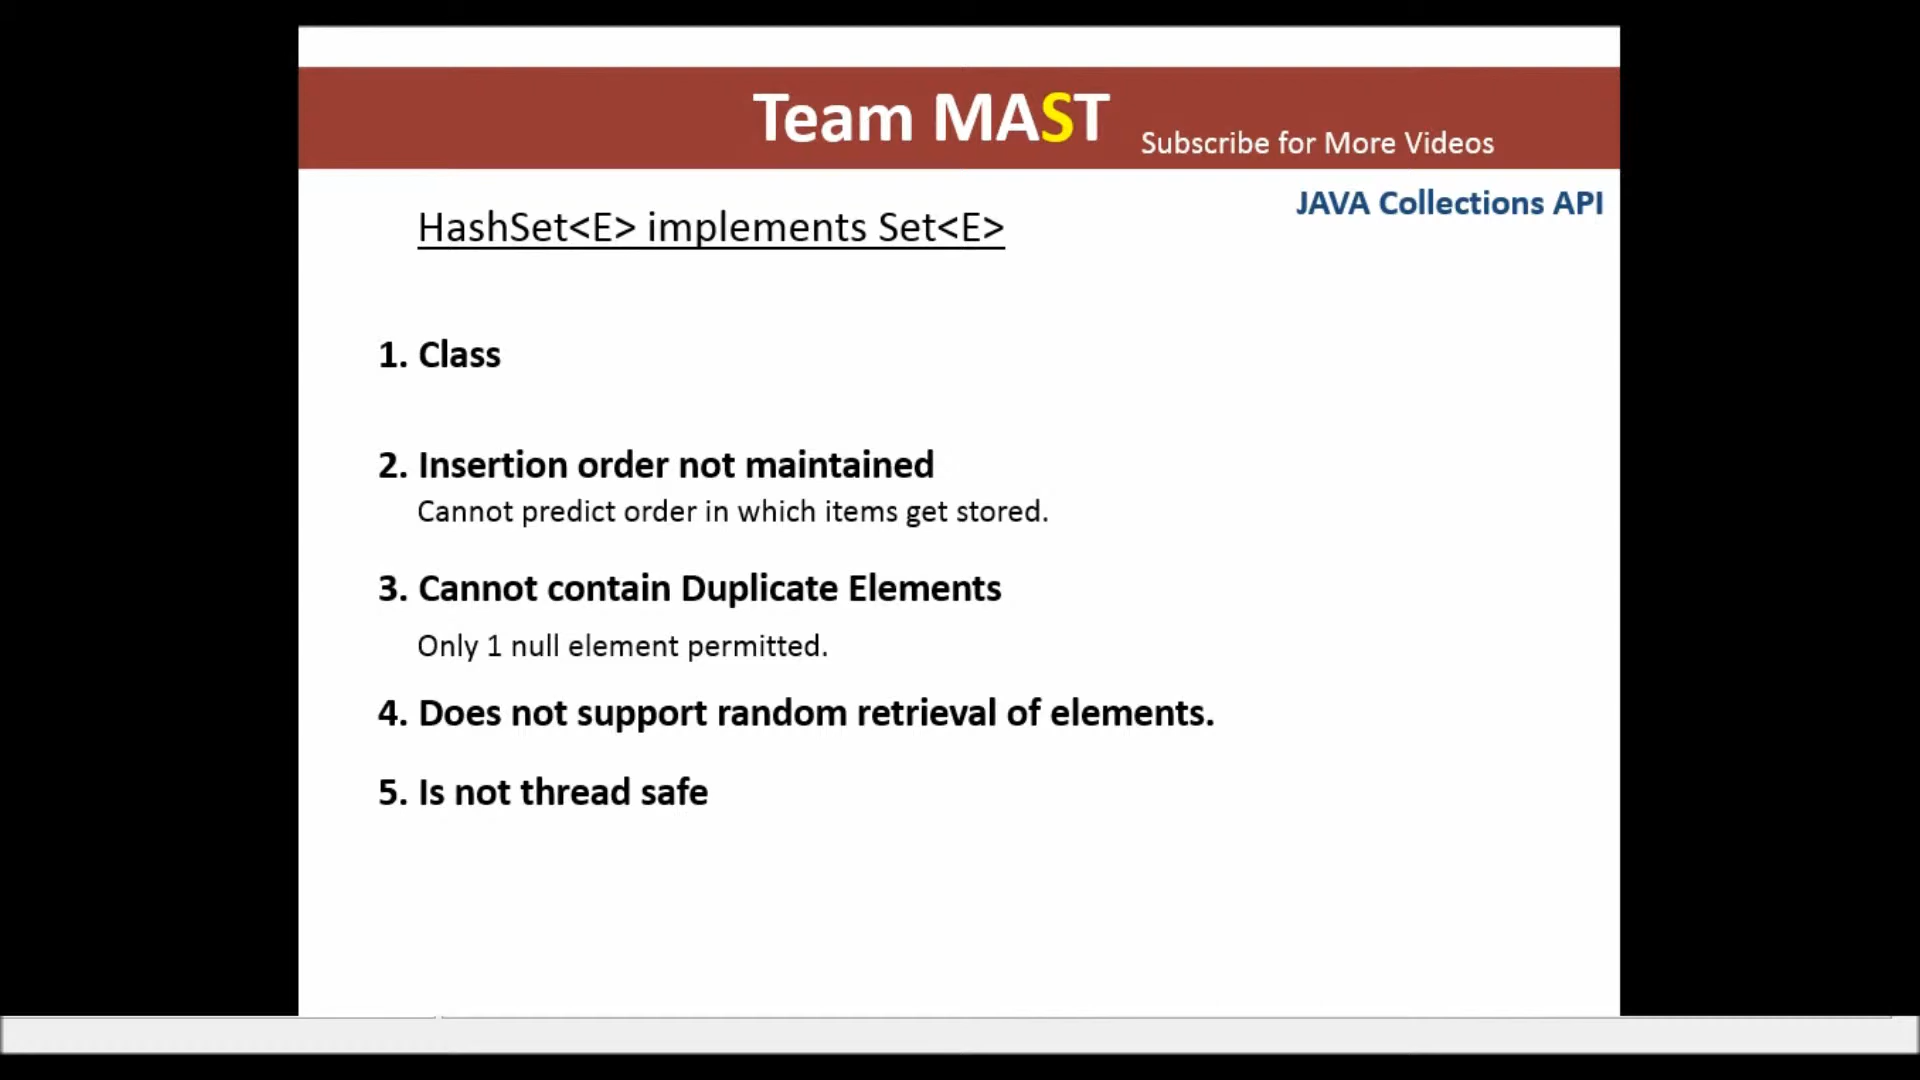 Team MAST
Subscribe for More Videos
JAVA Collections API
HashSet<E> implements Set<E>
1. Class
2. Insertion order not maintained
Cannot predict order in which items get stored.
3. Cannot contain Duplicate Elements
Only 1 null element permitted.
4. Does not support random retrieval of elements.
5. Is not thread safe